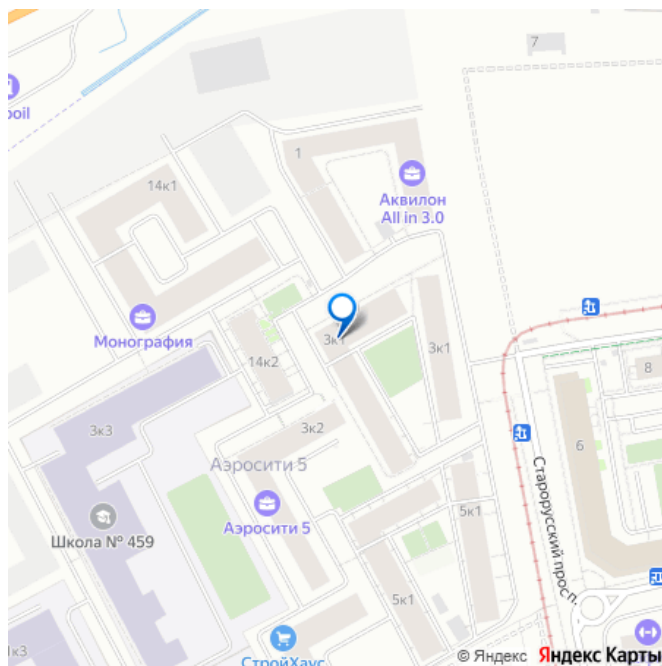 7
oil
1
14к1
Аквилон
All in 3.0
Монография
3к1
3к1
14к2
8
3к3
3к2
6
Аэросити 5
Старорусский просп.
Аэросити 5
5к1
Школа № 459
5к1
1к3
СтройХаус
© Яндекс Яндекс Карты